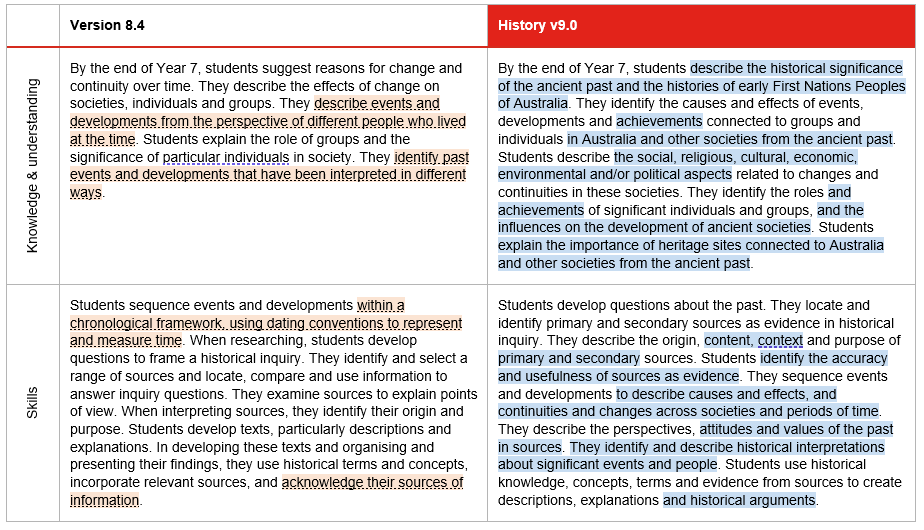 Version 8.4
History v9.0
Knowledge & understanding
By the end of Year 7, students suggest reasons for change and
continuity over time. They describe the effects of change on
societies, individuals and groups. They describe events and
developments from the perspective of different people who lived
at the time. Students explain the role of groups and the
significance of particular individuals in society. They identify past
events and developments that have been interpreted in different
ways.
By the end of Year 7, students describe the historical significance
of the ancient past and the histories of early First Nations Peoples
of Australia. They identify the causes and effects of events,
developments and achievements connected to groups and
individuals in Australia and other societies from the ancient past.
Students describe the social, religious, cultural, economic,
environmental and/or political aspects related to changes and
continuities in these societies. They identify the roles and
achievements of significant individuals and groups, and the
influences on the development of ancient societies. Students
explain the importance of heritage sites connected to Australia
and other societies from the ancient past.
Skills
Students sequence events and developments within a
chronological framework, using dating conventions to represent
and measure time. When researching, students develop
questions to frame a historical inquiry. They identify and select a
range of sources and locate, compare and use information to
answer inquiry questions. They examine sources to explain points
of view. When interpreting sources, they identify their origin and
purpose. Students develop texts, particularly descriptions and
explanations. In developing these texts and organising and
presenting their findings, they use historical terms and concepts,
incorporate relevant sources, and acknowledge their sources of
information.
Students develop questions about the past. They locate and
identify primary and secondary sources as evidence in historical
inquiry. They describe the origin, content, context and purpose of
primary and secondary sources. Students identify the accuracy
and usefulness of sources as evidence. They sequence events
and developments to describe causes and effects, and
continuities and changes across societies and periods of time.
They describe the perspectives, attitudes and values of the past
in sources. They identify and describe historical interpretations
about significant events and people. Students use historical
knowledge, concepts, terms and evidence from sources to create
descriptions, explanations and historical arguments.